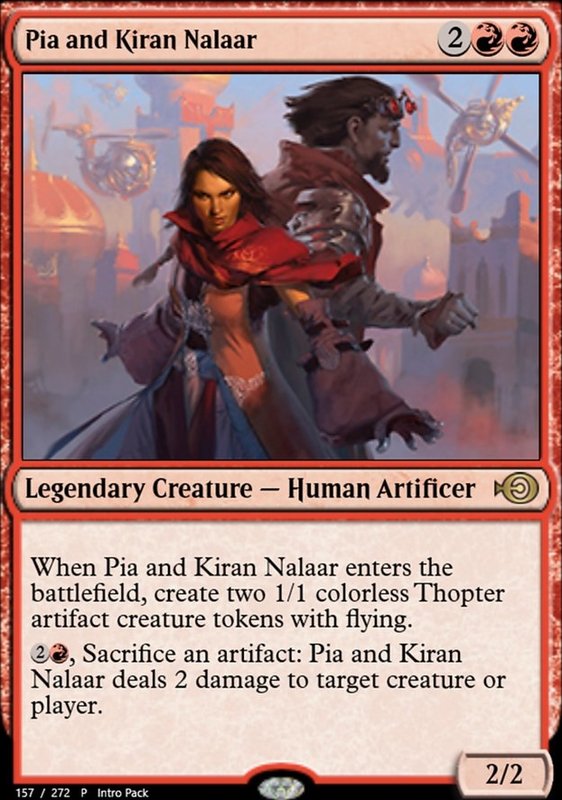 Pia and Kiran Nalaar 2
Legendary Creature — Human Artificer
When Pia and Kiran Nalaar enters the
battlefield, create two 1/1 colorless Thopter
artifact creature tokens with flying.
2, Sacrifice an artifact: Pia and Kiran
Nalaar deals 2 damage to target creature or
player.
2/2
157 / 272 P Intro Pack